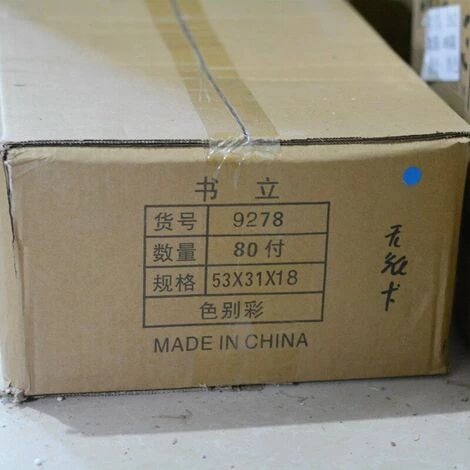 书立
货号 9278
数量 80付
规格 53X31X18
色别彩
MADE IN CHINA
无纸卡